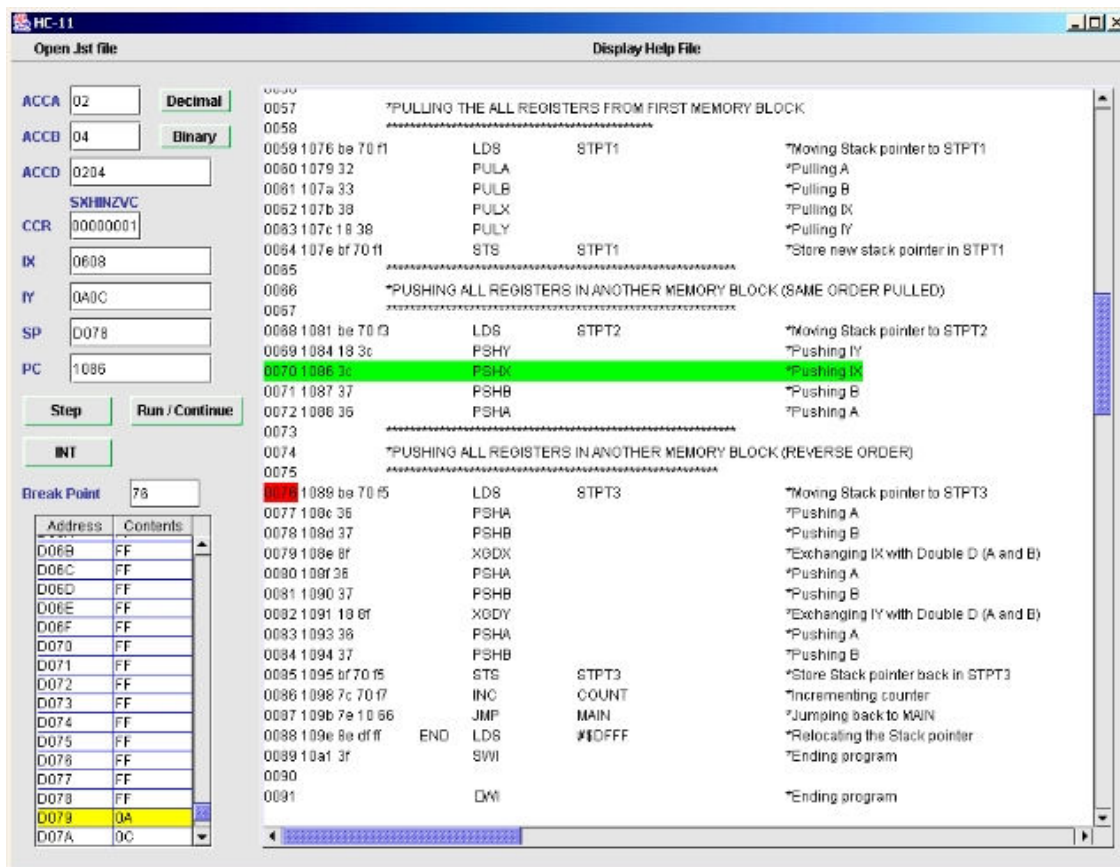 HC-11
Open .lst file Display Help File
ACCA 02 Decimal
ACCB 04 Binary
ACCD 0204
SXHINZVC
CCR 00000001
IX 0608
IY 0A0C
SP D078
PC 1086
Step Run / Continue
INT
Break Point 76
Address Contents
D06B FF
D06C FF
D06D FF
D06E FF
D06F FF
D070 FF
D071 FF
D072 FF
D073 FF
D074 FF
D075 FF
D076 FF
D077 FF
D078 FF
D079 0A
D07A 0C
0057 *PULLING THE ALL REGISTERS FROM FIRST MEMORY BLOCK
0058 ********************************************
0059 1076 be 70 f1 LDS STPT1 *Moving Stack pointer to STPT1
0060 1079 32 PULA *Pulling A
0061 107a 33 PULB *Pulling B
0062 107b 38 PULX *Pulling IX
0063 107c 18 38 PULY *Pulling IY
0064 107e bf 70 f1 STS STPT1 *Store new stack pointer in STPT1
0065 **********************************************************
0066 *PUSHING ALL REGISTERS IN ANOTHER MEMORY BLOCK (SAME ORDER PULLED)
0067 **********************************************************
0068 1081 be 70 f3 LDS STPT2 *Moving Stack pointer to STPT2
0069 1084 18 3c PSHY *Pushing IY
0070 1086 3c PSHX *Pushing IX
0071 1087 37 PSHB *Pushing B
0072 1088 36 PSHA *Pushing A
0073 **********************************************************
0074 *PUSHING ALL REGISTERS IN ANOTHER MEMORY BLOCK (REVERSE ORDER)
0075 *******************************************************
0076 1089 be 70 f5 LDS STPT3 *Moving Stack pointer to STPT3
0077 108c 36 PSHA *Pushing A
0078 108d 37 PSHB *Pushing B
0079 108e 8f XGDX *Exchanging IX with Double D (A and B)
0080 108f 36 PSHA *Pushing A
0081 1090 37 PSHB *Pushing B
0082 1091 18 8f XGDY *Exchanging IY with Double D (A and B)
0083 1093 36 PSHA *Pushing A
0084 1094 37 PSHB *Pushing B
0085 1095 bf 70 f5 STS STPT3 *Store Stack pointer back in STPT3
0086 1098 7c 70 f7 INC COUNT *Incrementing counter
0087 109b 7e 10 66 JMP MAIN *Jumping back to MAIN
0088 109e 8e df ff END LDS #$DFFF *Relocating the Stack pointer
0089 10a1 3f SWI *Ending program
0090
0091 *Ending program